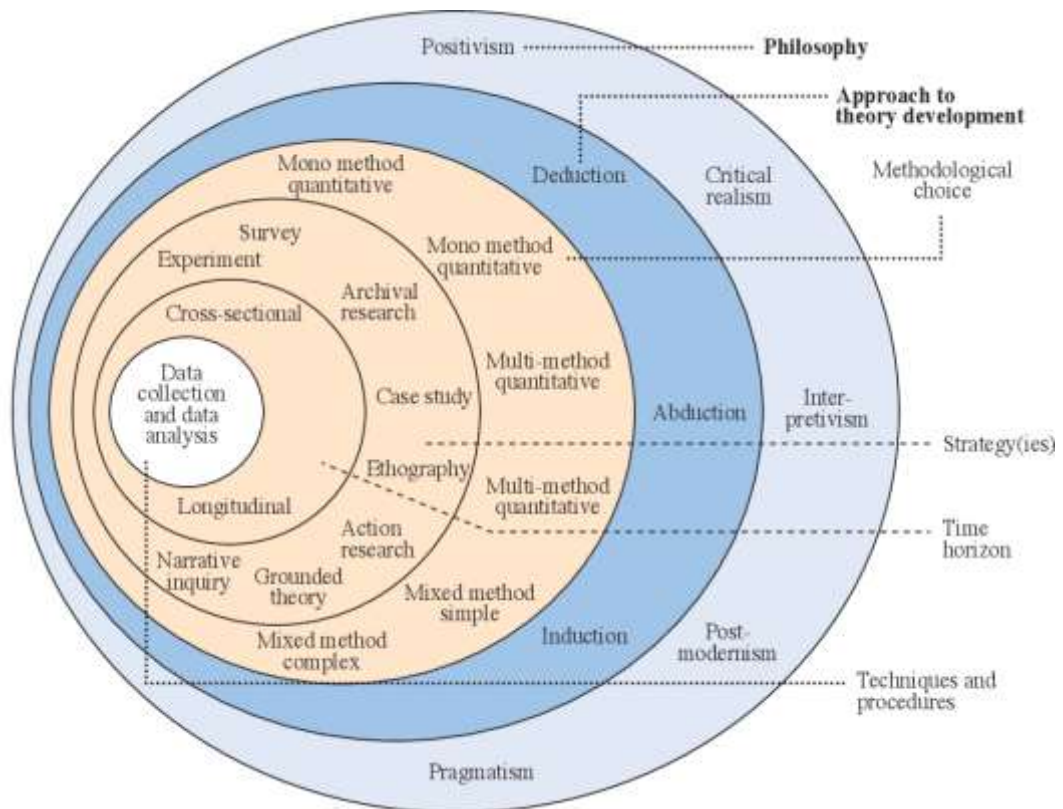 Positivism
Philosophy
Approach to
theory development
Mono method
quantitative
Deduction
Critical
realism
Methodological
choice
Survey
Experiment
Mono method
quantitative
Cross-sectional
Archival
research
Data
collection
and data
analysis
Case study
Multi-method
quantitative
Abduction
Inter-
pretivism
Strategy(ies)
Ethography
Multi-method
quantitative
Longitudinal
Action
research
Time
horizon
Narrative
inquiry
Grounded
theory
Mixed method
simple
Mixed method
complex
Induction
Post-
modernism
Techniques and
procedures
Pragmatism